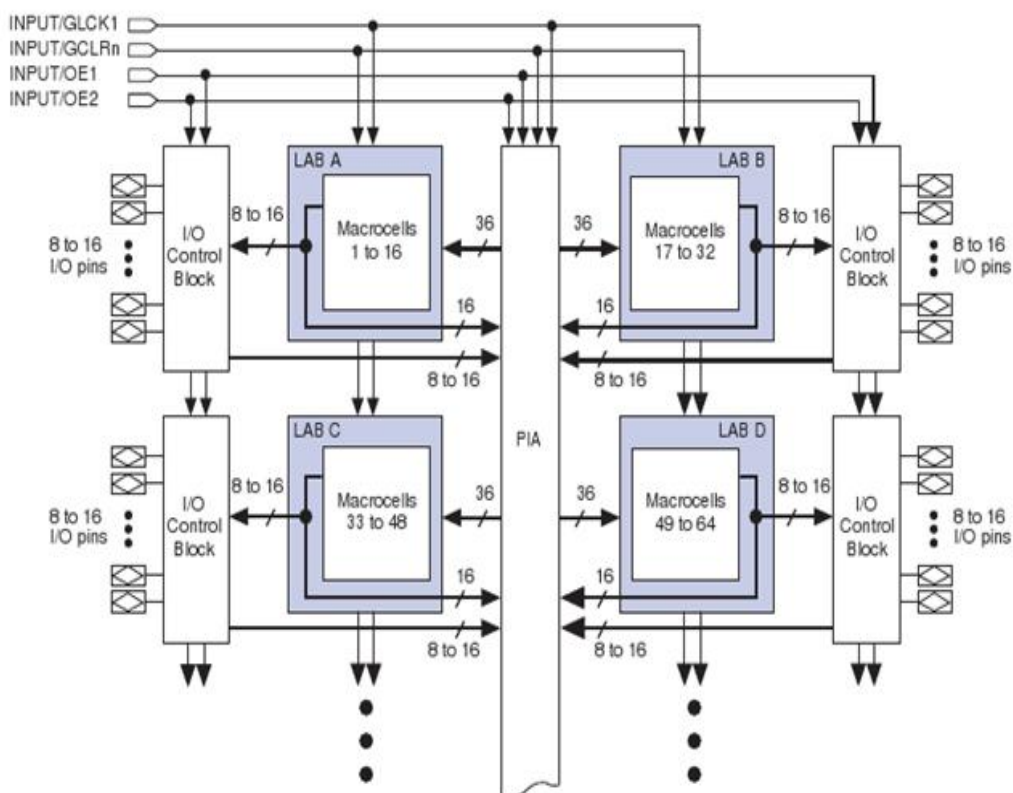 INPUT/GLCK1
INPUT/GCLRn
INPUT/OE1
INPUT/OE2
LAB A
LAB B
8 to 16
Macrocells
1 to 16
36
36
Macrocells
17 to 32
8 to 16
8 to 16
I/O pins
I/O
Control
Block
I/O
Control
Block
8 to 16
I/O pins
16
16
8 to 16
8 to 16
LAB C
PIA
LAB D
8 to 16
Macrocells
33 to 48
36
36
Macrocells
49 to 64
8 to 16
8 to 16
I/O pins
I/O
Control
Block
I/O
Control
Block
8 to 16
I/O pins
16
16
8 to 16
8 to 16